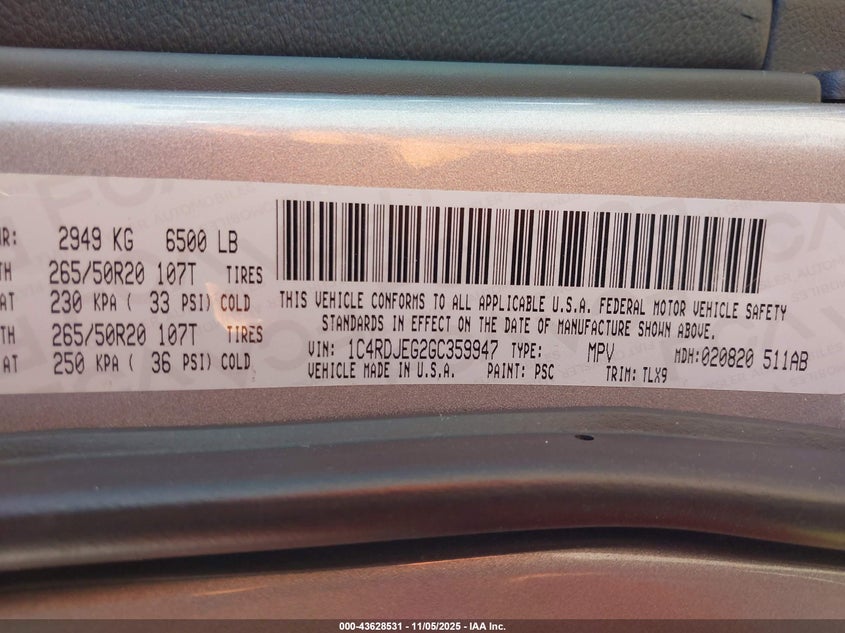 2949 KG 6500 LB
265/50R20 107T TIRES
230 KPA ( 33 PSI) COLD
265/50R20 107T TIRES
250 KPA ( 36 PSI) COLD
THIS VEHICLE CONFORMS TO ALL APPLICABLE U.S.A. FEDERAL MOTOR VEHICLE SAFETY
STANDARDS IN EFFECT ON THE DATE OF MANUFACTURE SHOWN ABOVE.
VIN: 1C4RDJEG2GC359947 TYPE: MPV MDH:020820 511AB
VEHICLE MADE IN U.S.A. PAINT: PSC TRIM: TLX9
000-43628531 - 11/05/2025 - IAA Inc.